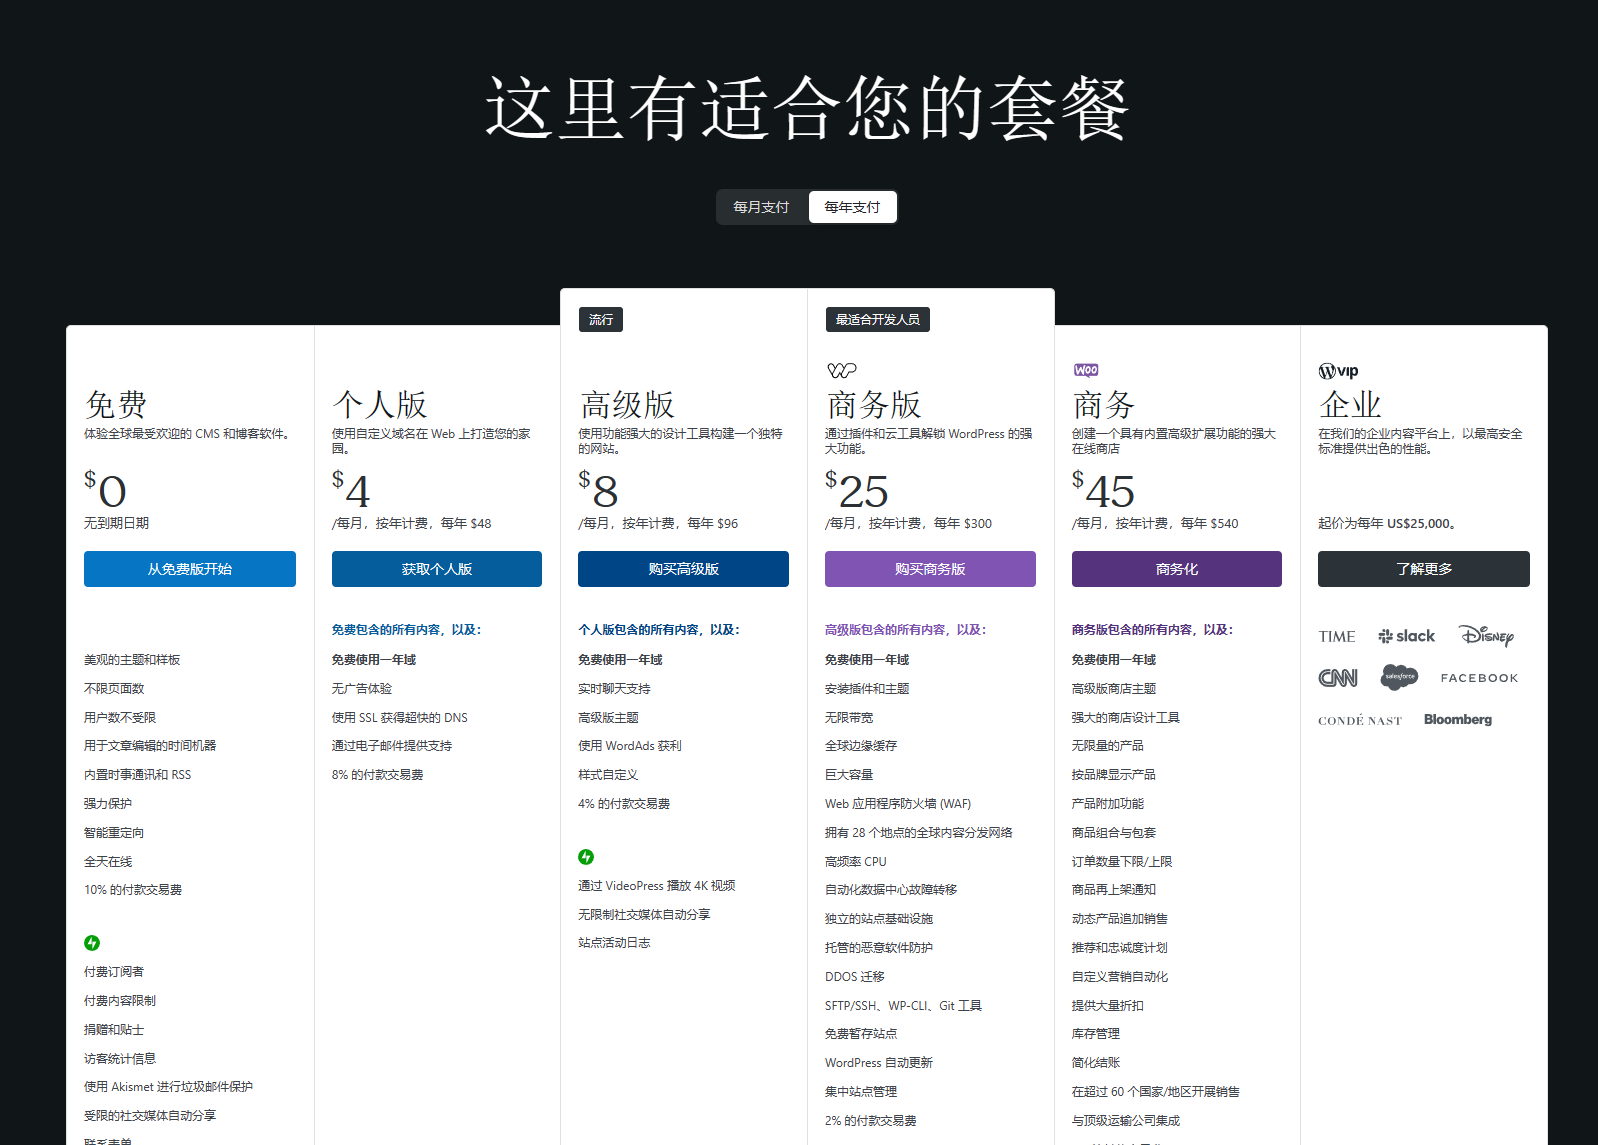 这里有适合您的套餐
每月支付
每年支付
免费
体验全球最受欢迎的 CMS 和博客软件。
$0
无到期日期
从免费版开始
美观的主题和样板
不限页面数
用户数不受限
用于文章编辑的时间机器
内置时事通讯和 RSS
强力保护
智能重定向
全天在线
10% 的付款交易费
付费订阅者
付费内容限制
捐赠和贴士
访客统计信息
使用 Akismet 进行垃圾邮件保护
受限的社交媒体自动分享
联系表单
个人版
使用自定义域名在 Web 上打造您的家
园。
$4
/每月，按年计费，每年 $48
获取个人版
免费包含的所有内容，以及：
免费使用一年域
无广告体验
使用 SSL 获得超快的 DNS
通过电子邮件提供支持
8% 的付款交易费
流行
高级版
使用功能强大的设计工具构建一个独特
的网站。
$8
/每月，按年计费，每年 $96
购买高级版
个人版包含的所有内容，以及：
免费使用一年域
实时聊天支持
高级版主题
使用 WordAds 获利
样式自定义
4% 的付款交易费
通过 VideoPress 播放 4K 视频
无限制社交媒体自动分享
站点活动日志
最适合开发人员
商务版
通过插件和云工具解锁 WordPress 的强
大功能。
$25
/每月，按年计费，每年 $300
购买商务版
高级版包含的所有内容，以及：
免费使用一年域
安装插件和主题
无限带宽
全球边缘缓存
巨大容量
Web 应用程序防火墙 (WAF)
拥有 28 个地点的全球内容分发网络
高频率 CPU
自动化数据中心故障转移
独立的站点基础设施
托管的恶意软件防护
DDOS 迁移
SFTP/SSH、WP-CLI、Git 工具
免费暂存站点
WordPress 自动更新
集中站点管理
2% 的付款交易费
WOO
商务
创建一个具有内置高级扩展功能的强大
在线商店
$45
/每月，按年计费，每年 $540
商务化
商务版包含的所有内容，以及：
免费使用一年域
高级版商店主题
强大的商店设计工具
无限量的产品
按品牌显示产品
产品附加功能
商品组合与包套
订单数量下限/上限
商品再上架通知
动态产品追加销售
推荐和忠诚度计划
自定义营销自动化
提供大量折扣
库存管理
简化结账
在超过 60 个国家/地区开展销售
与顶级运输公司集成
vip
企业
在我们的企业内容平台上，以最高安全
标准提供出色的性能。
起价为每年 US$25,000。
了解更多
TIME
slack
Disney
CNN
salesforce
FACEBOOK
CONDÉ NAST
Bloomberg